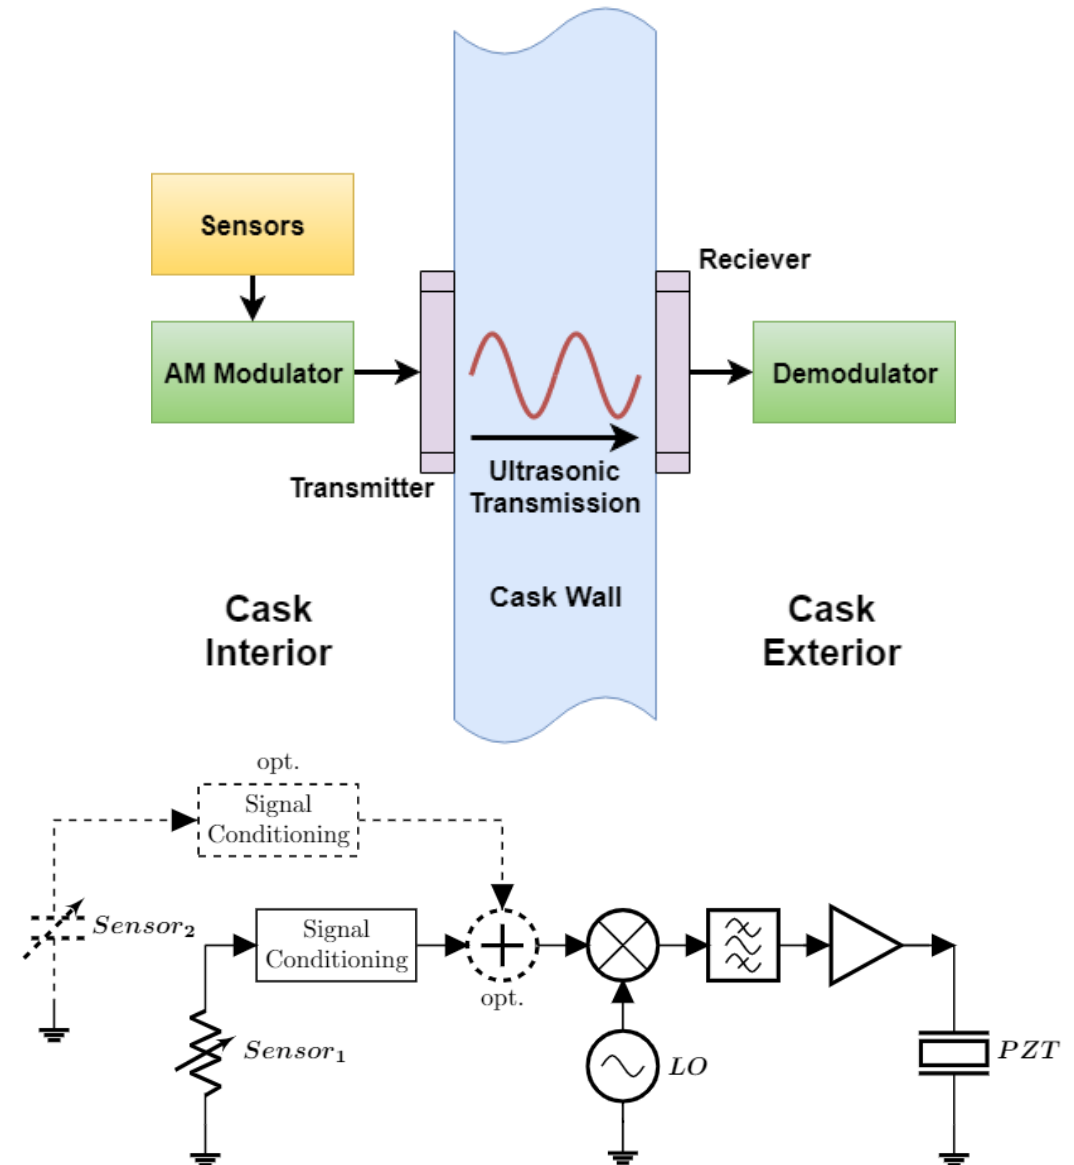 Sensors
Reciever
AM Modulator
Demodulator
Transmitter
Ultrasonic
Transmission
Cask Wall
Cask
Interior
Cask
Exterior
opt.
Signal
Conditioning
Sensor₂
Signal
Conditioning
opt.
Sensor₁
LO
PZT